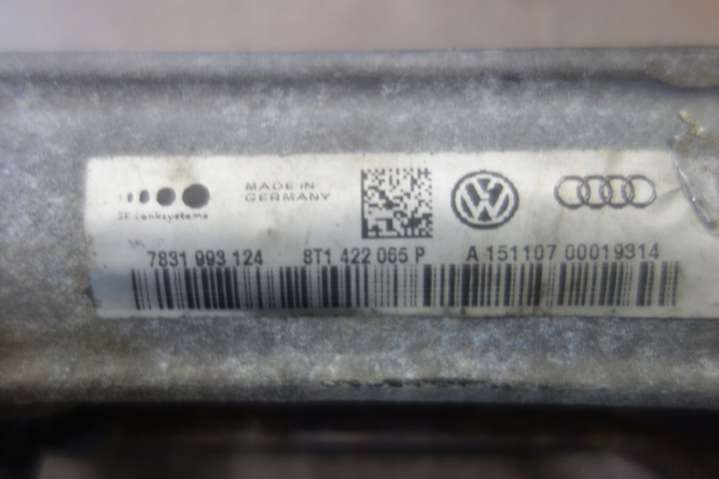 ZF Lenksysteme
MADE IN
GERMANY
7831 993 124 8T1 422 065 P A 151107 00019314